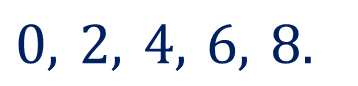 0, 2, 4, 6, 8.